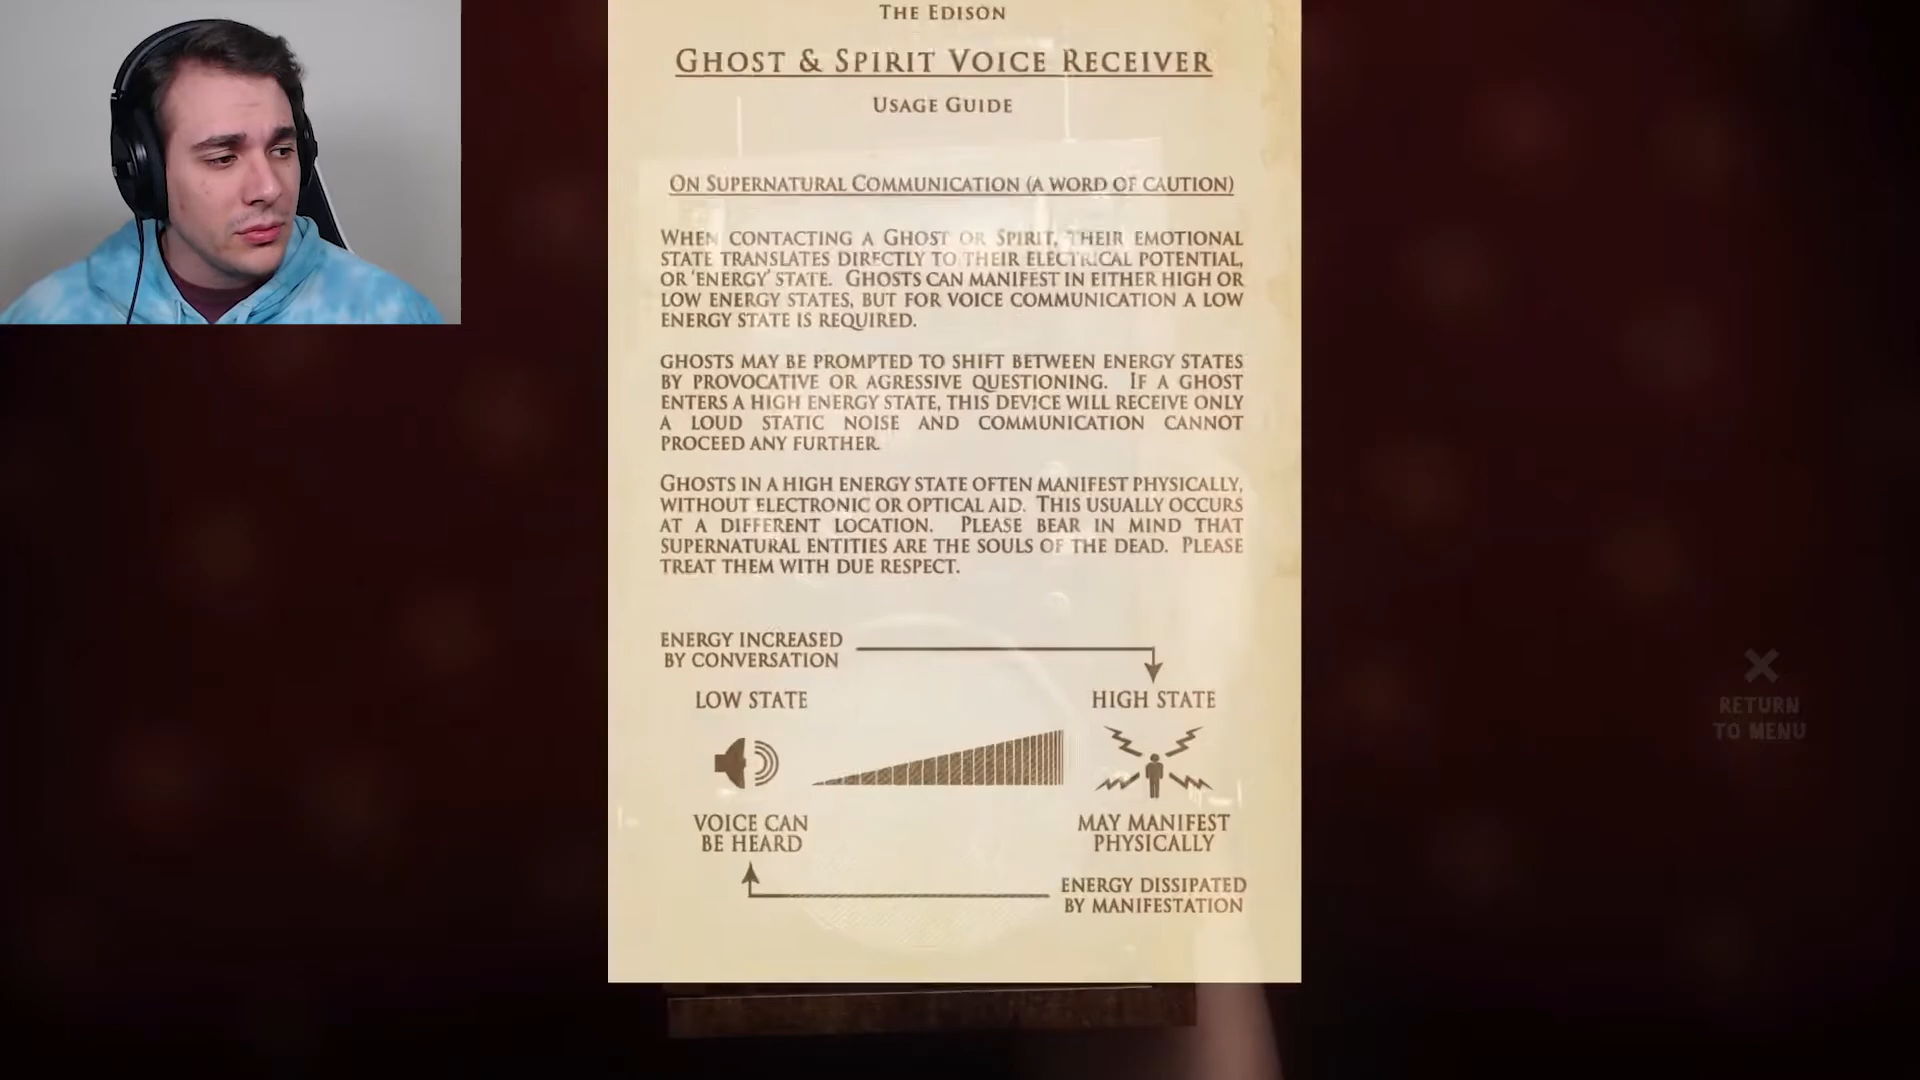 THE EDISON
GHOST & SPIRIT VOICE RECEIVER
USAGE GUIDE
ON SUPERNATURAL COMMUNICATION (A WORD OF CAUTION)
WHEN CONTACTING A GHOST OR SPIRIT, THEIR EMOTIONAL
STATE TRANSLATES DIRECTLY TO THEIR ELECTRICAL POTENTIAL,
OR 'ENERGY' STATE. GHOSTS CAN MANIFEST IN EITHER HIGH OR
LOW ENERGY STATES, BUT FOR VOICE COMMUNICATION A LOW
ENERGY STATE IS REQUIRED.
GHOSTS MAY BE PROMPTED TO SHIFT BETWEEN ENERGY STATES
BY PROVOCATIVE OR AGRESSIVE QUESTIONING. IF A GHOST
ENTERS A HIGH ENERGY STATE, THIS DEVICE WILL RECEIVE ONLY
A LOUD STATIC NOISE AND COMMUNICATION CANNOT
PROCEED ANY FURTHER.
GHOSTS IN A HIGH ENERGY STATE OFTEN MANIFEST PHYSICALLY,
WITHOUT ELECTRONIC OR OPTICAL AID. THIS USUALLY OCCURS
AT A DIFFERENT LOCATION. PLEASE BEAR IN MIND THAT
SUPERNATURAL ENTITIES ARE THE SOULS OF THE DEAD. PLEASE
TREAT THEM WITH DUE RESPECT.
ENERGY INCREASED
BY CONVERSATION
LOW STATE
HIGH STATE
VOICE CAN
BE HEARD
MAY MANIFEST
PHYSICALLY
ENERGY DISSIPATED
BY MANIFESTATION
RETURN
TO MENU